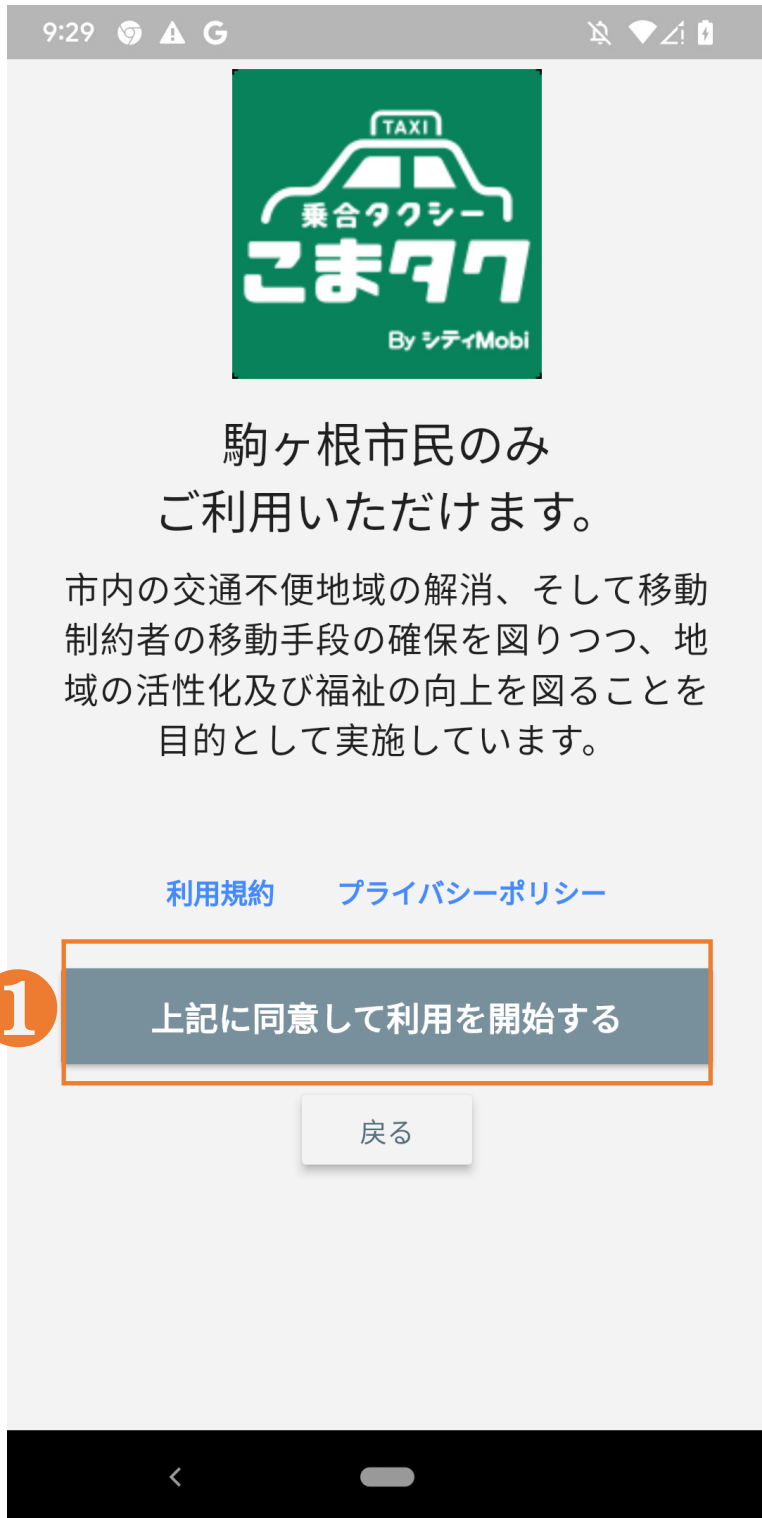 9:29
TAXI
乗合タクシー
こまタク
By シティMobi
駒ヶ根市民のみ
ご利用いただけます。
市内の交通不便地域の解消、そして移動
制約者の移動手段の確保を図りつつ、地
域の活性化及び福祉の向上を図ることを
目的として実施しています。
利用規約 プライバシーポリシー
1 上記に同意して利用を開始する
戻る